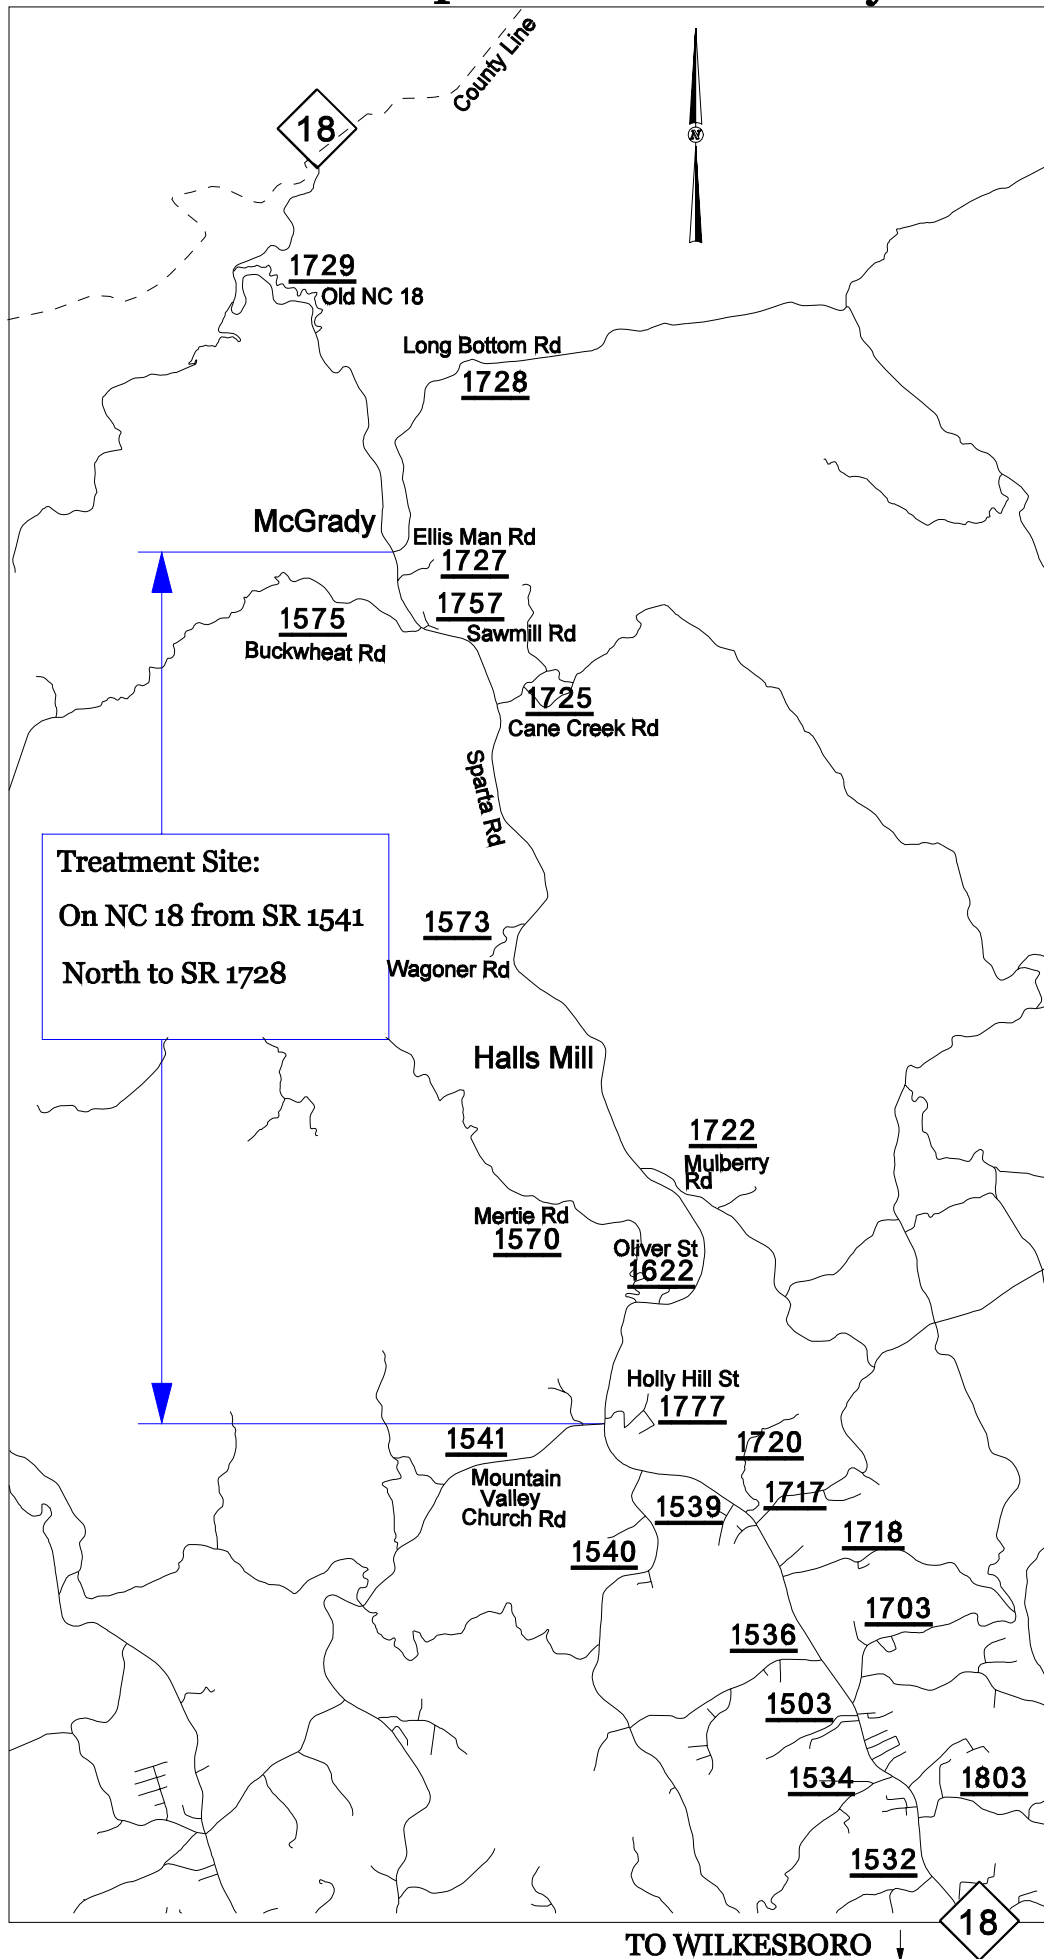 County Line
18
N
1729
Old NC 18
Long Bottom Rd
1728
McGrady
Ellis Man Rd
1727
1757
Sawmill Rd
1575
Buckwheat Rd
1725
Cane Creek Rd
Sparta Rd
Treatment Site:
On NC 18 from SR 1541
North to SR 1728
1573
Wagoner Rd
Halls Mill
1722
Mulberry
Rd
Mertie Rd
1570
Oliver St
1622
Holly Hill St
1777
1541
Mountain
Valley
Church Rd
1720
1717
1539
1718
1540
1703
1536
1503
1534
1803
1532
18
TO WILKESBORO